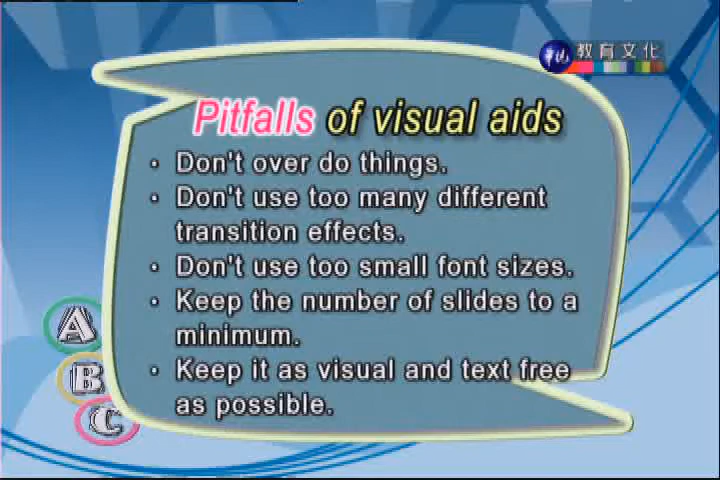 華視 教育文化
Pitfalls of visual aids
• Don't over do things.
• Don't use too many different
transition effects.
• Don't use too small font sizes.
• Keep the number of slides to a
minimum.
• Keep it as visual and text free
as possible.
A
B
C